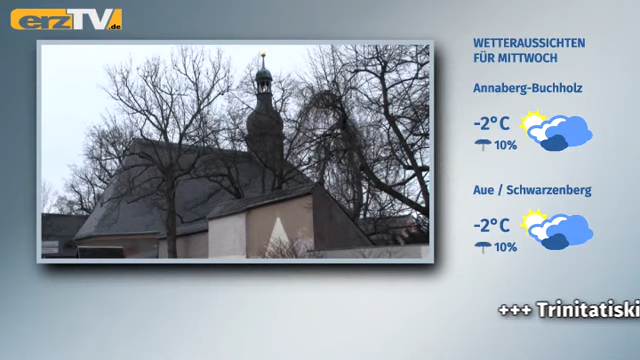 erzTV.de
WETTERAUSSICHTEN
FÜR MITTWOCH
Annaberg-Buchholz
-2°C
10%
Aue / Schwarzenberg
-2°C
10%
+++ Trinitatiski